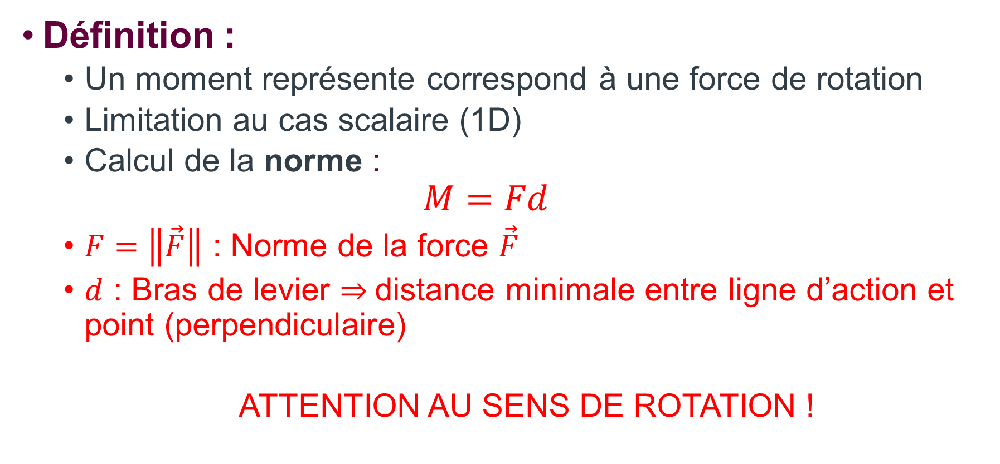 • Définition :
• Un moment représente correspond à une force de rotation
• Limitation au cas scalaire (1D)
• Calcul de la norme :
𝑀 = 𝐹𝑑
• 𝐹 = ‖𝐹⃗‖ : Norme de la force 𝐹⃗
• 𝑑 : Bras de levier ⇒ distance minimale entre ligne d’action et
point (perpendiculaire)
ATTENTION AU SENS DE ROTATION !